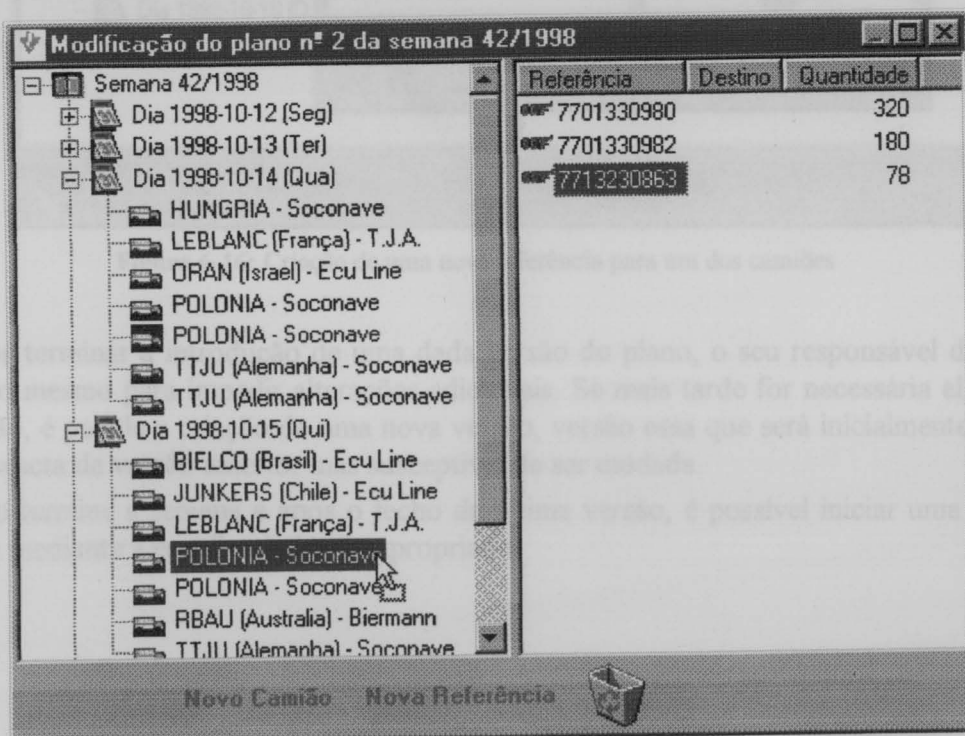 Modificação do plano nº 2 da semana 42/1998
Semana 42/1998
Dia 1998-10-12 (Seg)
Dia 1998-10-13 (Ter)
Dia 1998-10-14 (Qua)
HUNGRIA - Soconave
LEBLANC (França) - T.J.A.
ORAN (Israel) - Ecu Line
POLONIA - Soconave
POLONIA - Soconave
TTJU (Alemanha) - Soconave
TTJU (Alemanha) - Soconave
Dia 1998-10-15 (Qui)
BIELCO (Brasil) - Ecu Line
JUNKERS (Chile) - Ecu Line
LEBLANC (França) - T.J.A.
POLONIA - Soconave
POLONIA - Soconave
RBAU (Australia) - Biermann
TTJU (Alemanha) - Soconave
Referência Destino Quantidade
7701330980 320
7701330982 180
7713230863 78
Novo Camião Nova Referência